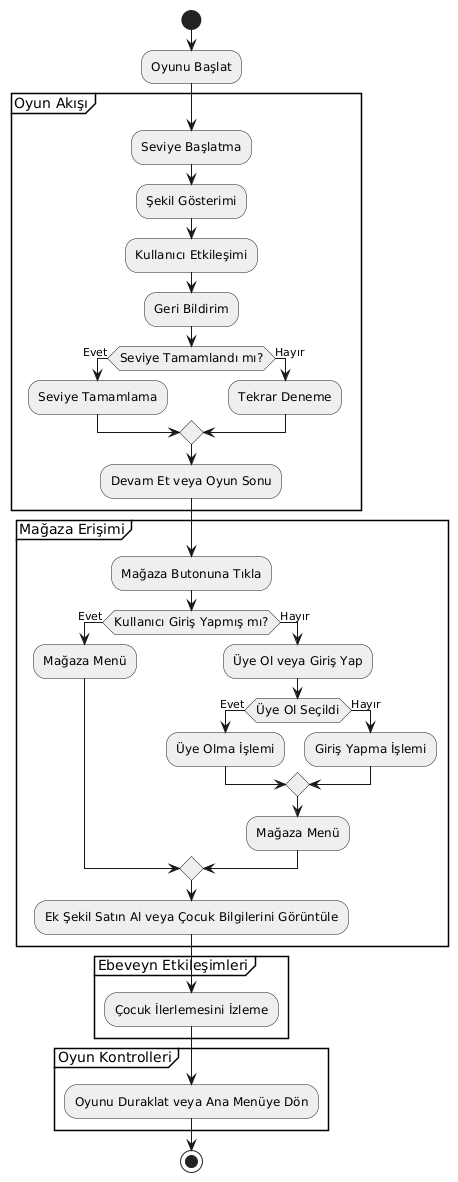 Oyunu Başlat
Oyun Akışı
Seviye Başlatma
Şekil Gösterimi
Kullanıcı Etkileşimi
Geri Bildirim
Evet
Seviye Tamamlandı mı?
Hayır
Seviye Tamamlama
Tekrar Deneme
Devam Et veya Oyun Sonu
Mağaza Erişimi
Mağaza Butonuna Tıkla
Evet
Kullanıcı Giriş Yapmış mı?
Hayır
Mağaza Menü
Üye Ol veya Giriş Yap
Evet
Üye Ol Seçildi
Hayır
Üye Olma İşlemi
Giriş Yapma İşlemi
Mağaza Menü
Ek Şekil Satın Al veya Çocuk Bilgilerini Görüntüle
Ebeveyn Etkileşimleri
Çocuk İlerlemesini İzleme
Oyun Kontrolleri
Oyunu Duraklat veya Ana Menüye Dön